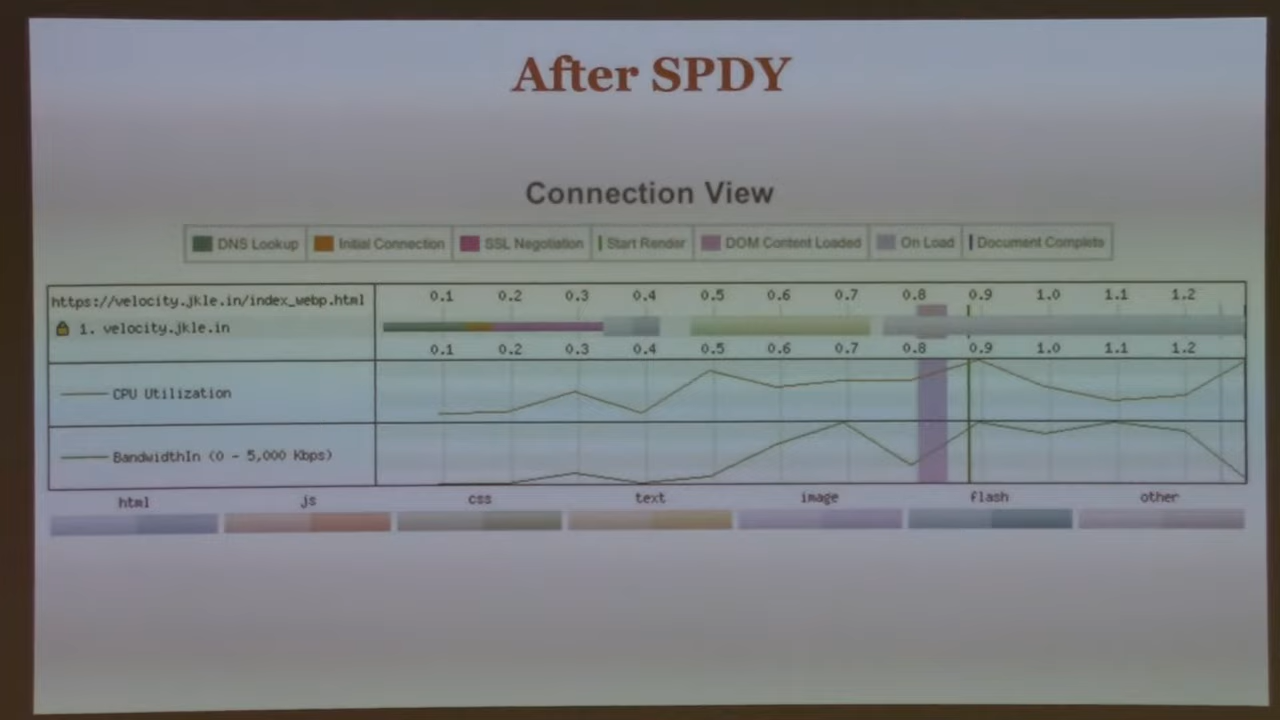 After SPDY
Connection View
DNS Lookup Initial Connection SSL Negotiation Start Render DOM Content Loaded On Load Document Complete
https://velocity.jkle.in/index_webp.html 0.1 0.2 0.3 0.4 0.5 0.6 0.7 0.8 0.9 1.0 1.1 1.2
1. velocity.jkle.in
0.1 0.2 0.3 0.4 0.5 0.6 0.7 0.8 0.9 1.0 1.1 1.2
CPU Utilization
BandwidthIn (0 - 5,000 Kbps)
html js css text image flash other